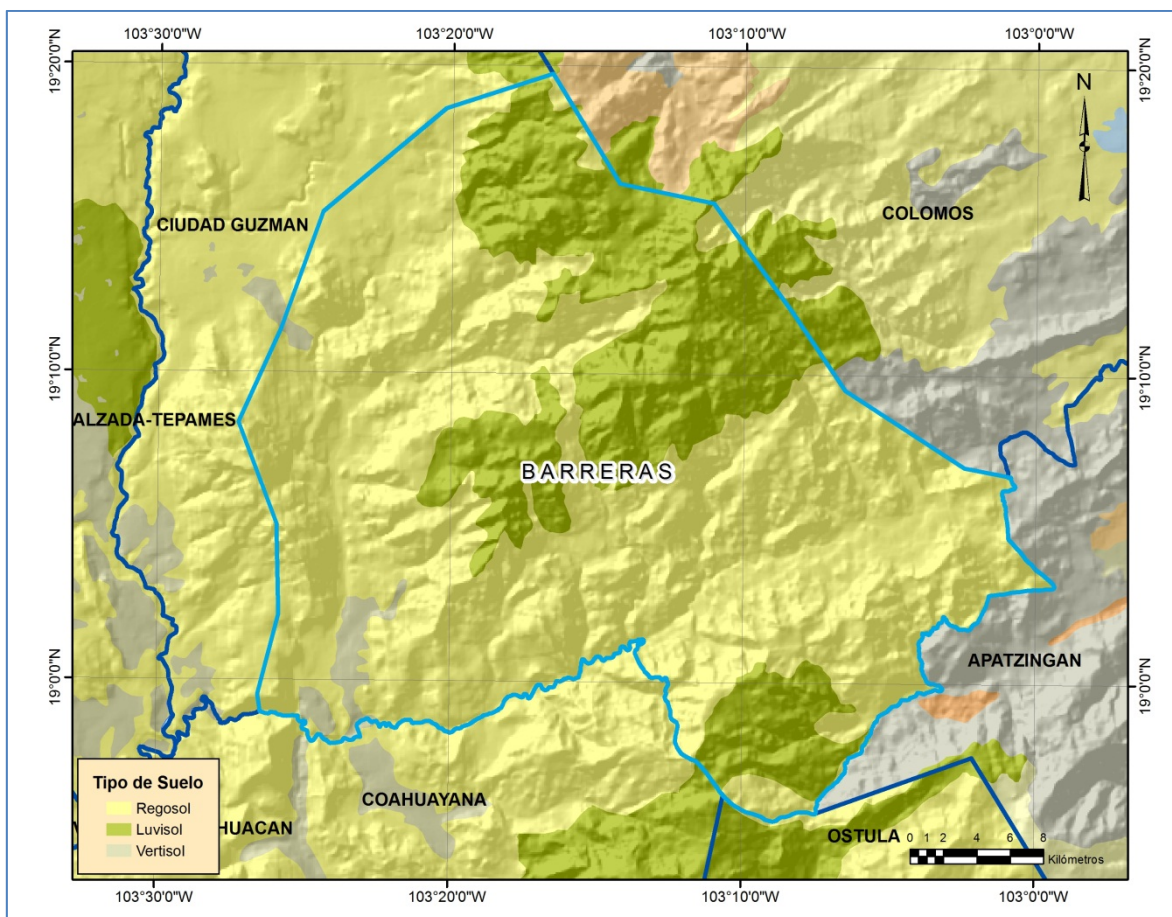 103°30'0"W
103°20'0"W
103°10'0"W
103°0'0"W
19°20'0"N
19°20'0"N
N
CIUDAD GUZMAN
COLOMOS
19°10'0"N
19°10'0"N
ALZADA-TEPAMES
BARRERAS
19°0'0"N
19°0'0"N
APATZINGAN
Tipo de Suelo
Regosol
Luvisol
Vertisol
HUACAN
COAHUAYANA
OSTULA
0 1 2 4 6 8
Kilómetros
103°30'0"W
103°20'0"W
103°10'0"W
103°0'0"W